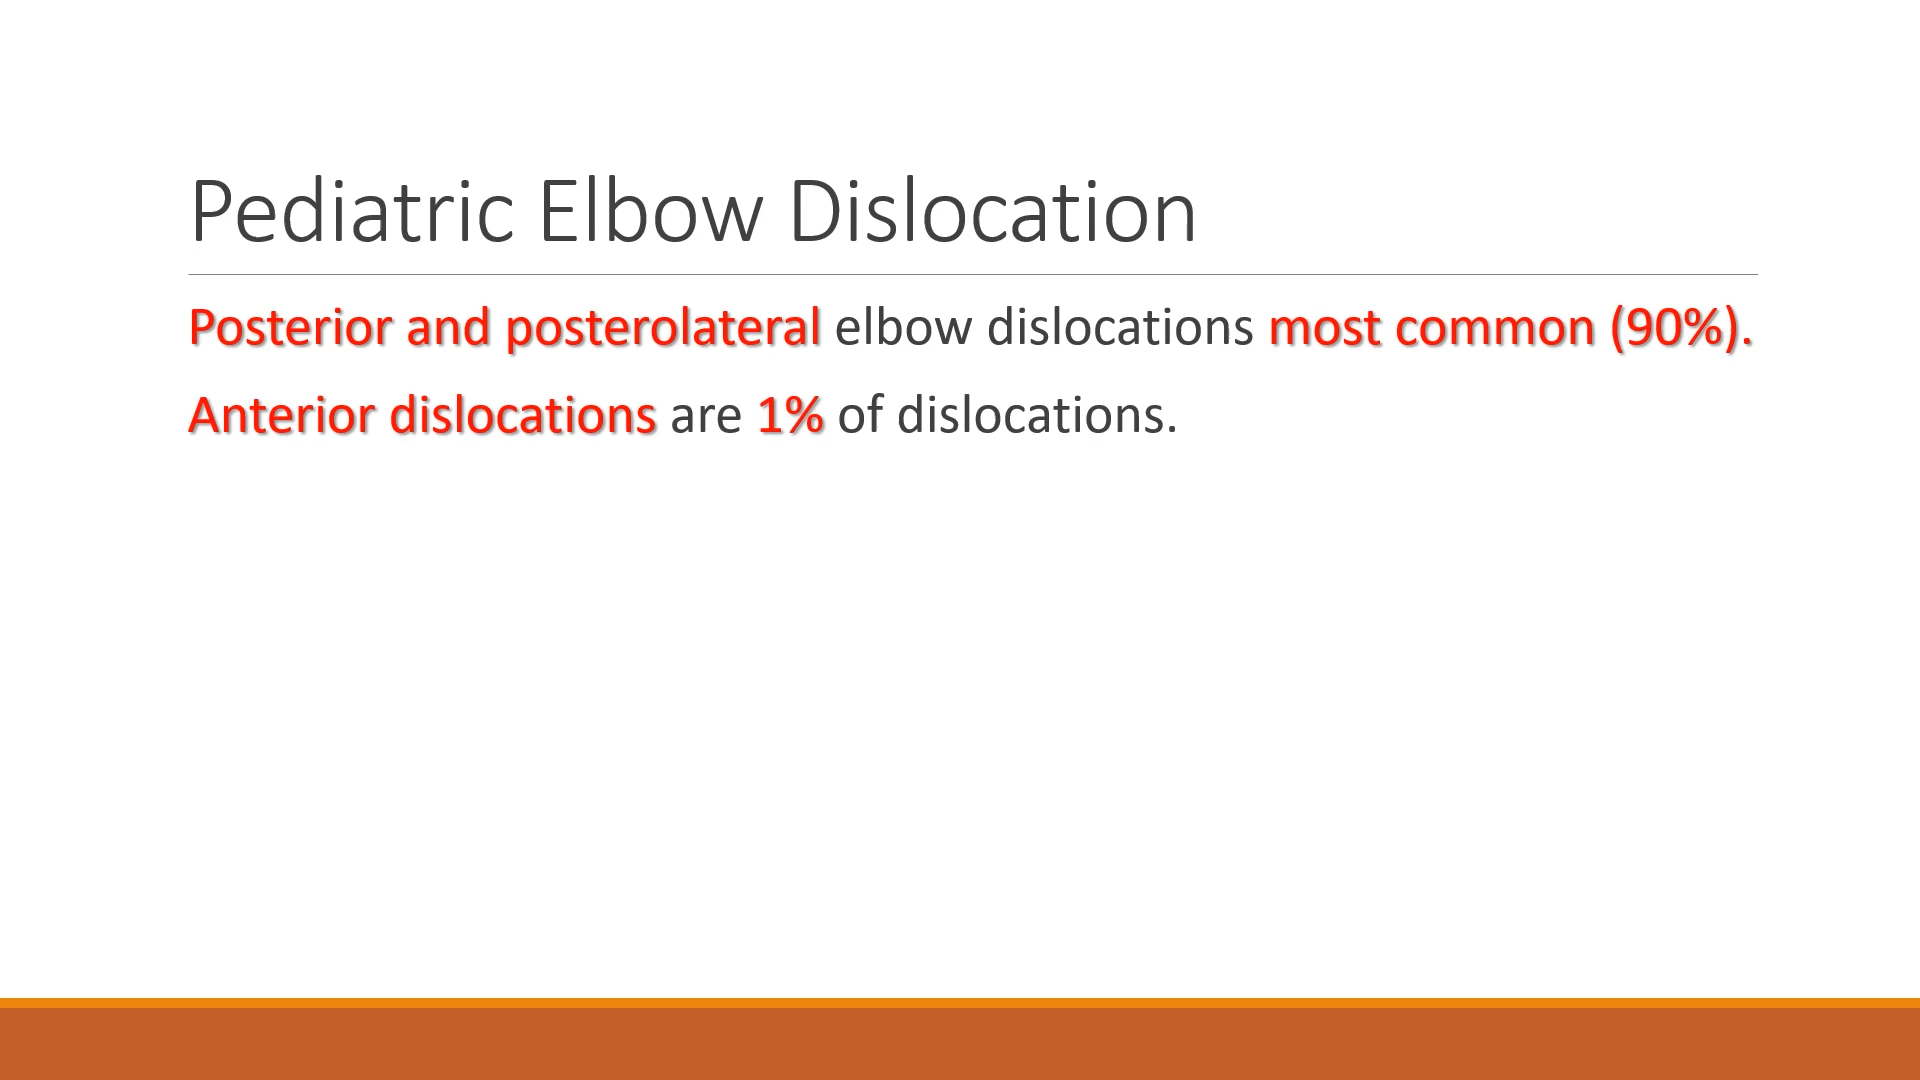 Pediatric Elbow Dislocation
Posterior and posterolateral elbow dislocations most common (90%).
Anterior dislocations are 1% of dislocations.